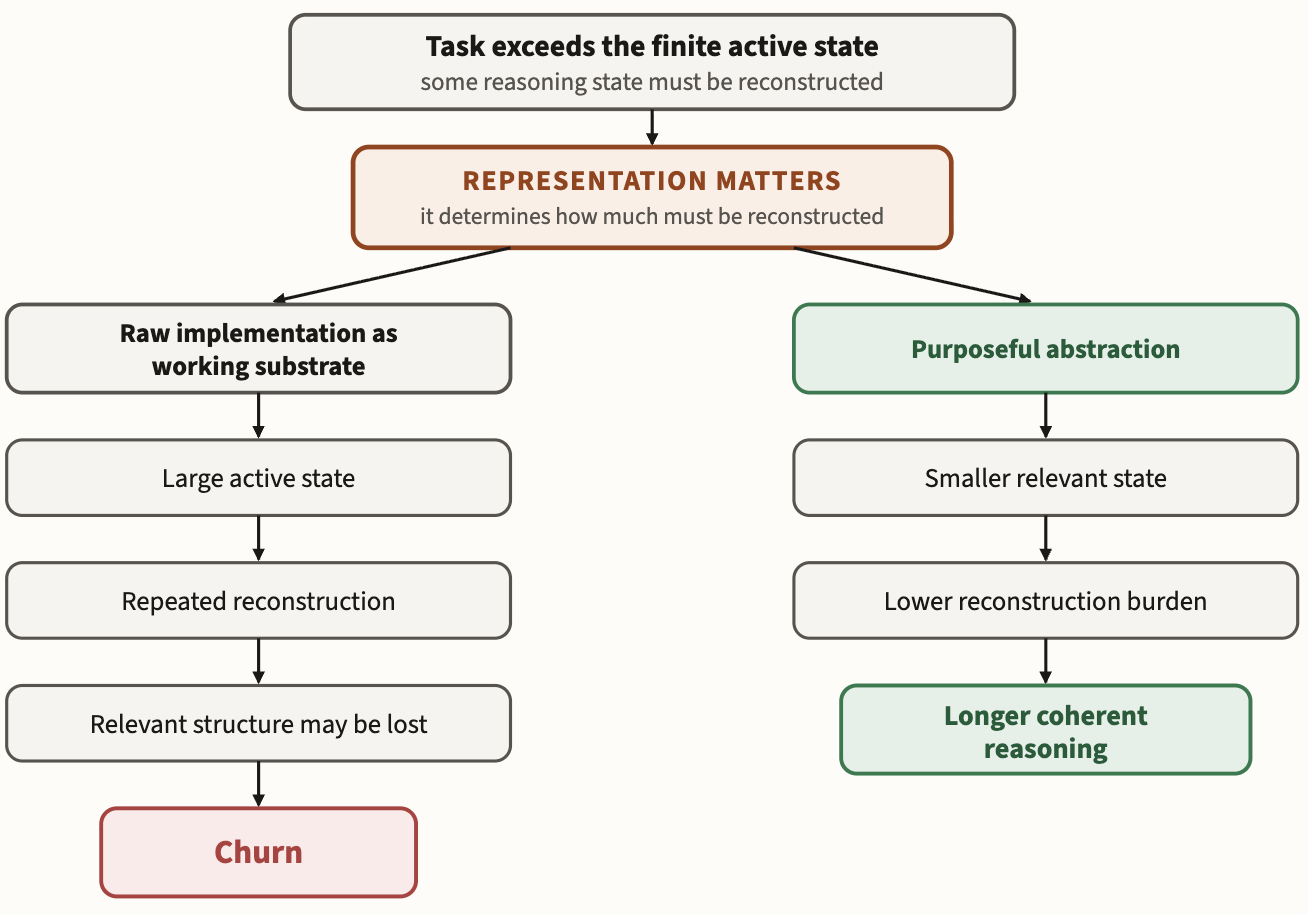 Task exceeds the finite active state
some reasoning state must be reconstructed
REPRESENTATION MATTERS
it determines how much must be reconstructed
Raw implementation as
working substrate
Large active state
Repeated reconstruction
Relevant structure may be lost
Churn
Purposeful abstraction
Smaller relevant state
Lower reconstruction burden
Longer coherent
reasoning